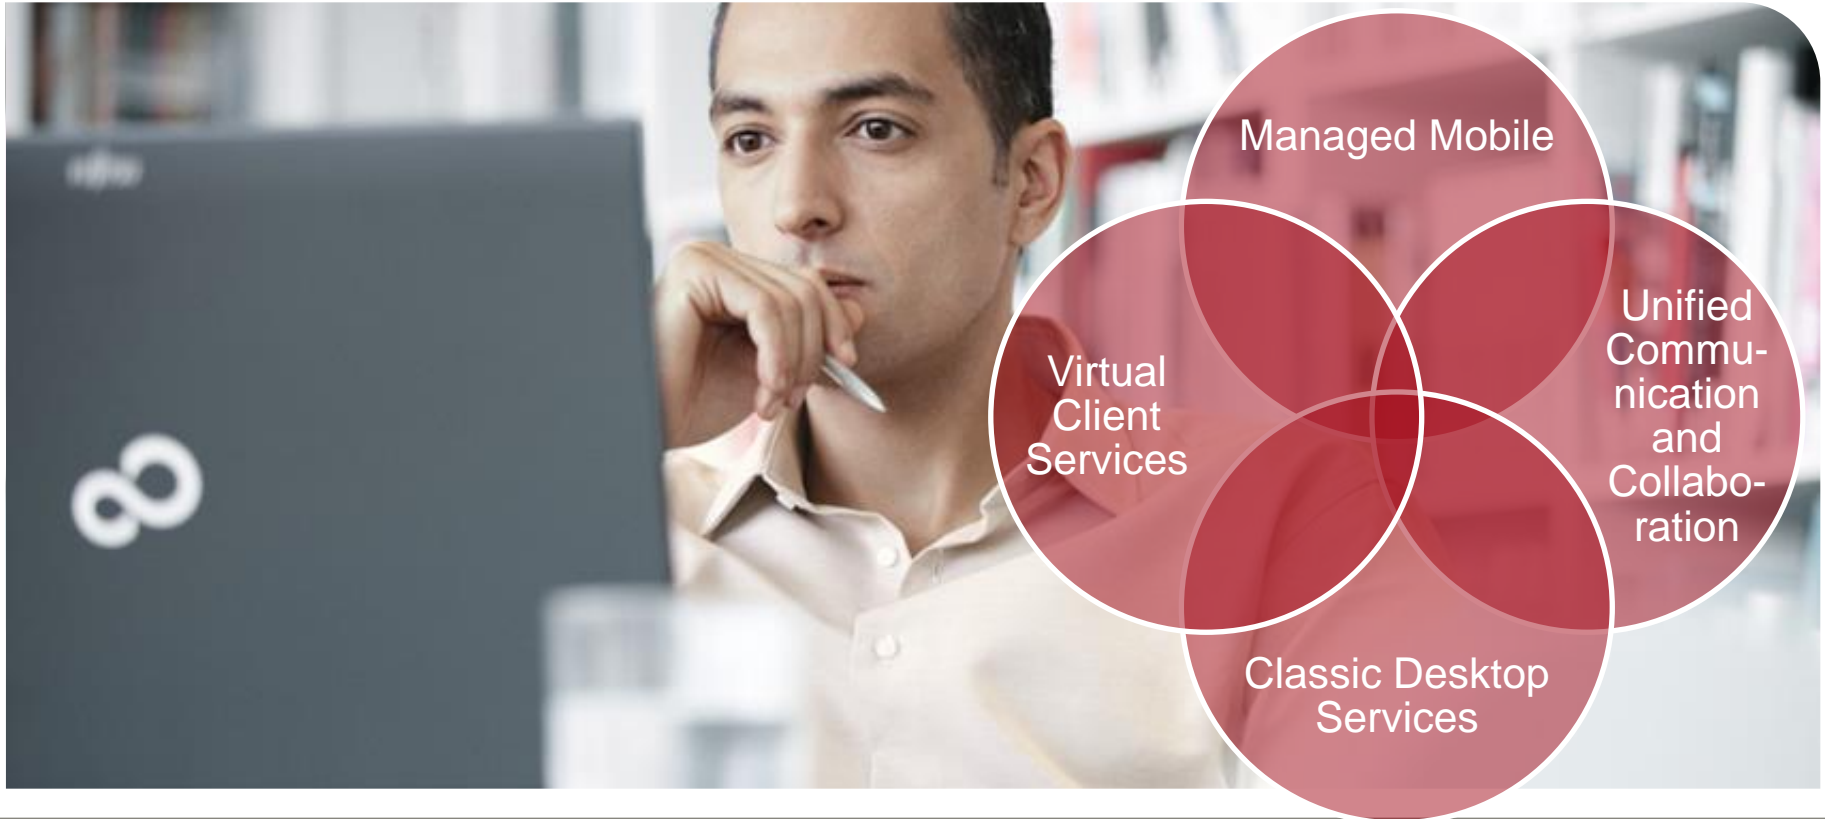 Managed Mobile
Unified
Commu-
nication
and
Collabo-
ration
Virtual
Client
Services
Classic Desktop
Services